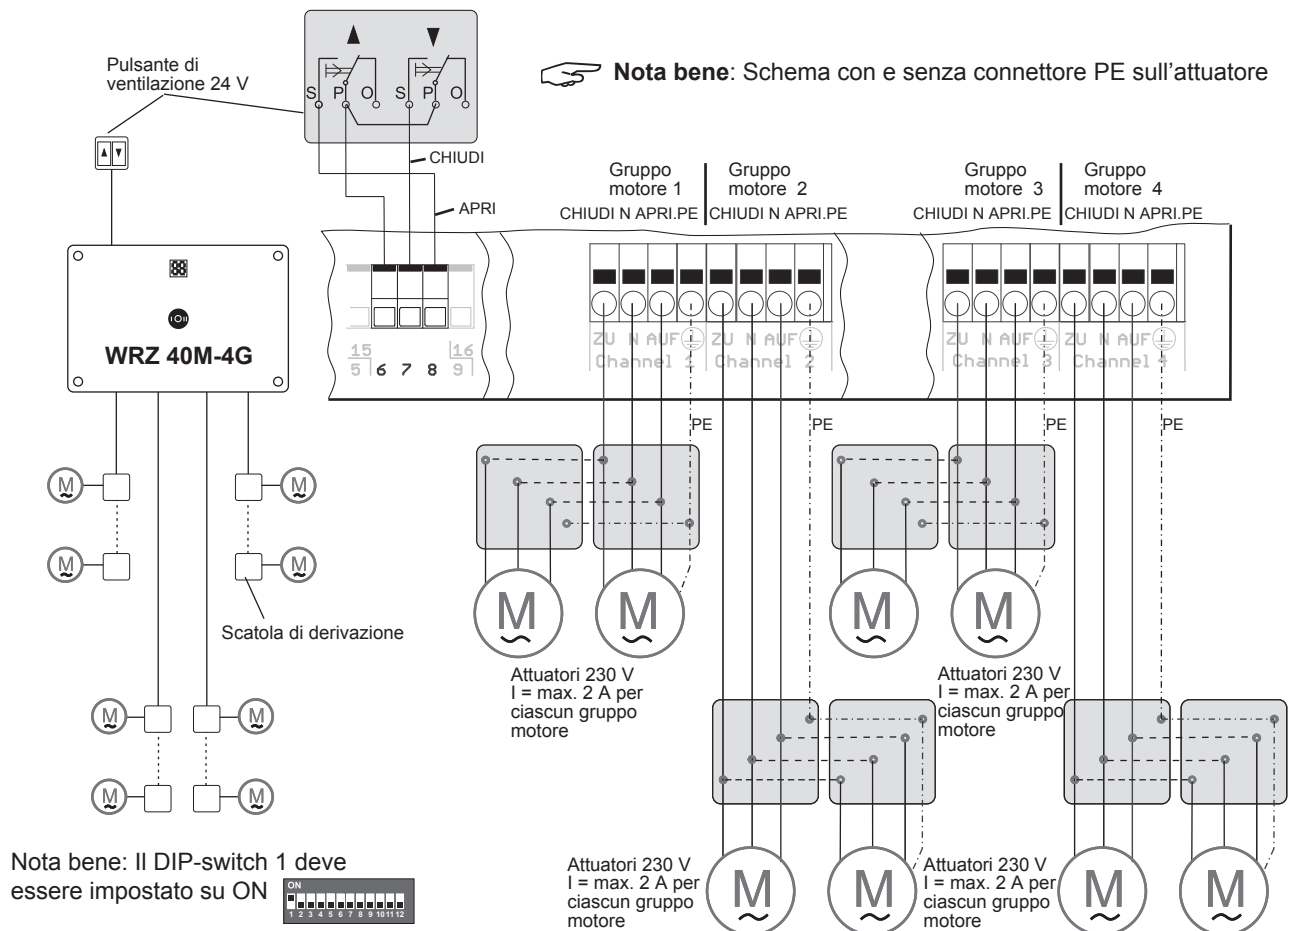 Pulsante di
ventilazione 24 V
S P O S P O
CHIUDI
APRI
Nota bene: Schema con e senza connettore PE sull'attuatore
Gruppo
motore 1
Gruppo
motore 2
Gruppo
motore 3
Gruppo
motore 4
CHIUDI N APRI.PE
CHIUDI N APRI.PE
CHIUDI N APRI.PE
CHIUDI N APRI.PE
WRZ 40M-4G
15
16
5 6 7 8 9
ZU N AUF
Channel 1
ZU N AUF
Channel 2
ZU N AUF
Channel 3
ZU N AUF
Channel 4
PE
PE
PE
PE
M
M
M
M
M
M
M
M
Scatola di derivazione
M
M
M
M
Attuatori 230 V
I = max. 2 A per
ciascun gruppo
motore
Attuatori 230 V
I = max. 2 A per
ciascun gruppo
motore
Attuatori 230 V
I = max. 2 A per
ciascun gruppo
motore
Attuatori 230 V
I = max. 2 A per
ciascun gruppo
motore
M
M
M
M
Nota bene: Il DIP-switch 1 deve
essere impostato su ON
ON
1 2 3 4 5 6 7 8 9 10 11 12